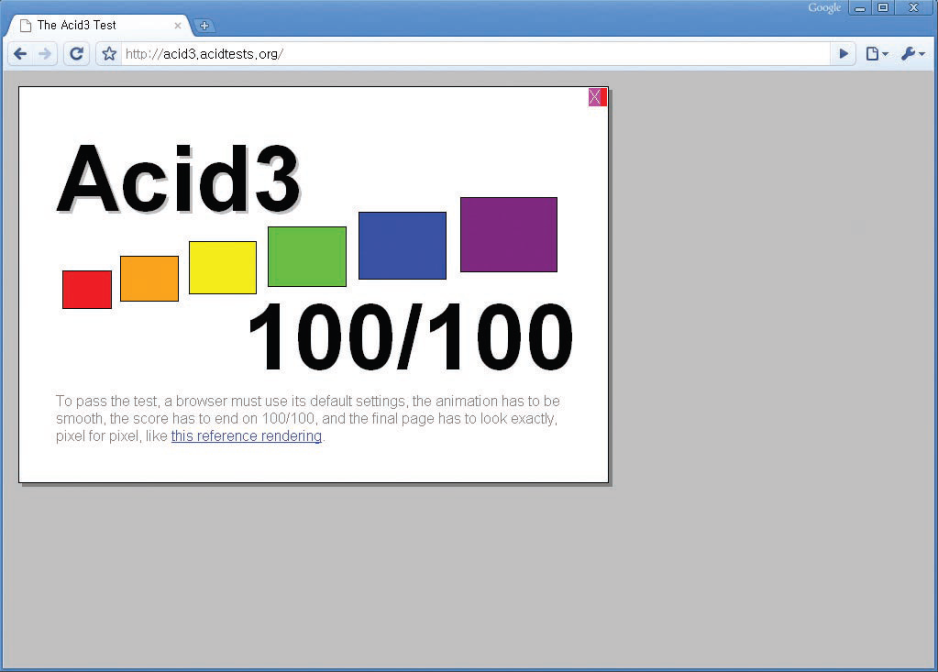 Google
The Acid3 Test
http://acid3.acidtests.org/
X
Acid3
100/100
To pass the test, a browser must use its default settings, the animation has to be
smooth, the score has to end on 100/100, and the final page has to look exactly,
pixel for pixel, like this reference rendering.